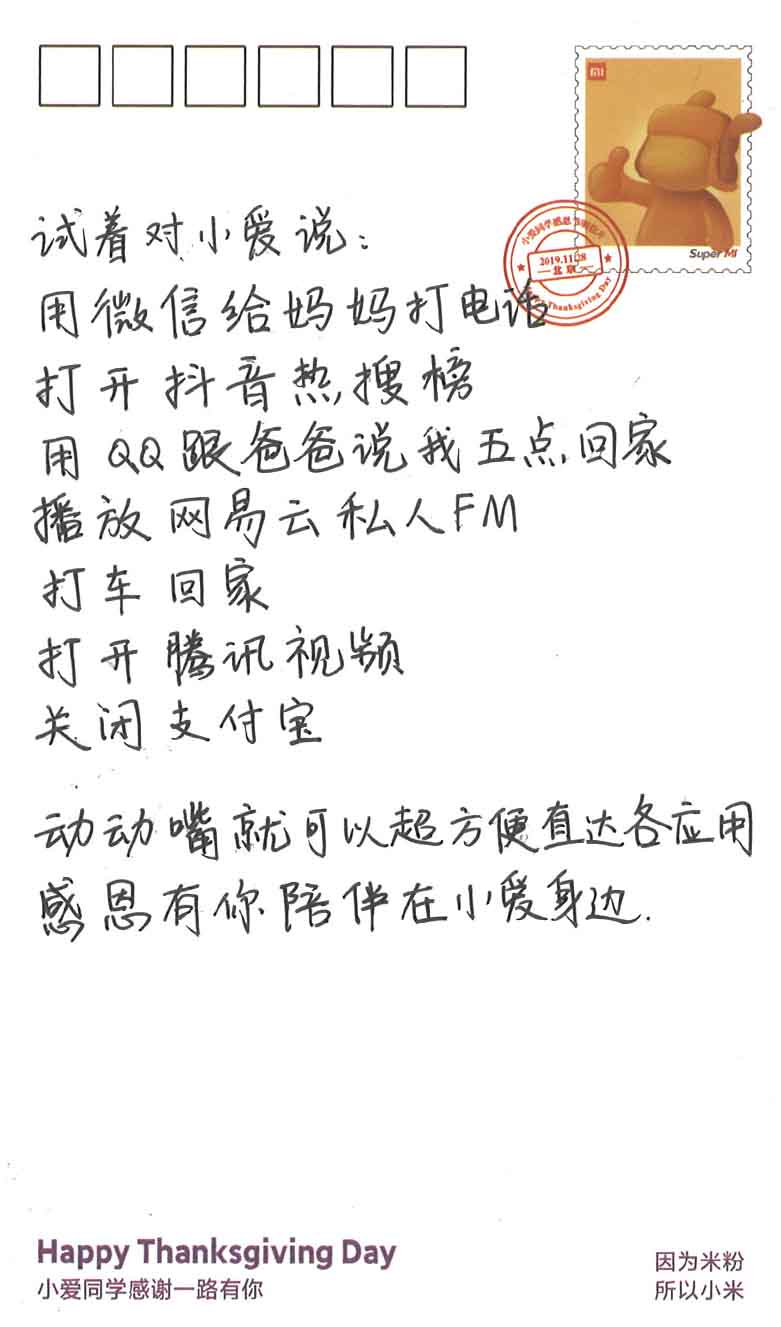 试着对小爱说：
用微信给妈妈打电话
打开抖音热搜榜
用QQ跟爸爸说我五点回家
播放网易云私人FM
打车回家
打开腾讯视频
关闭支付宝
动动嘴就可以超方便直达各应用
感恩有你陪伴在小爱身边.
MI
Super MI
小爱同学感恩节明信片
2019.11.28
北京
Happy Thanksgiving Day
Happy Thanksgiving Day
小爱同学感谢一路有你
因为米粉
所以小米